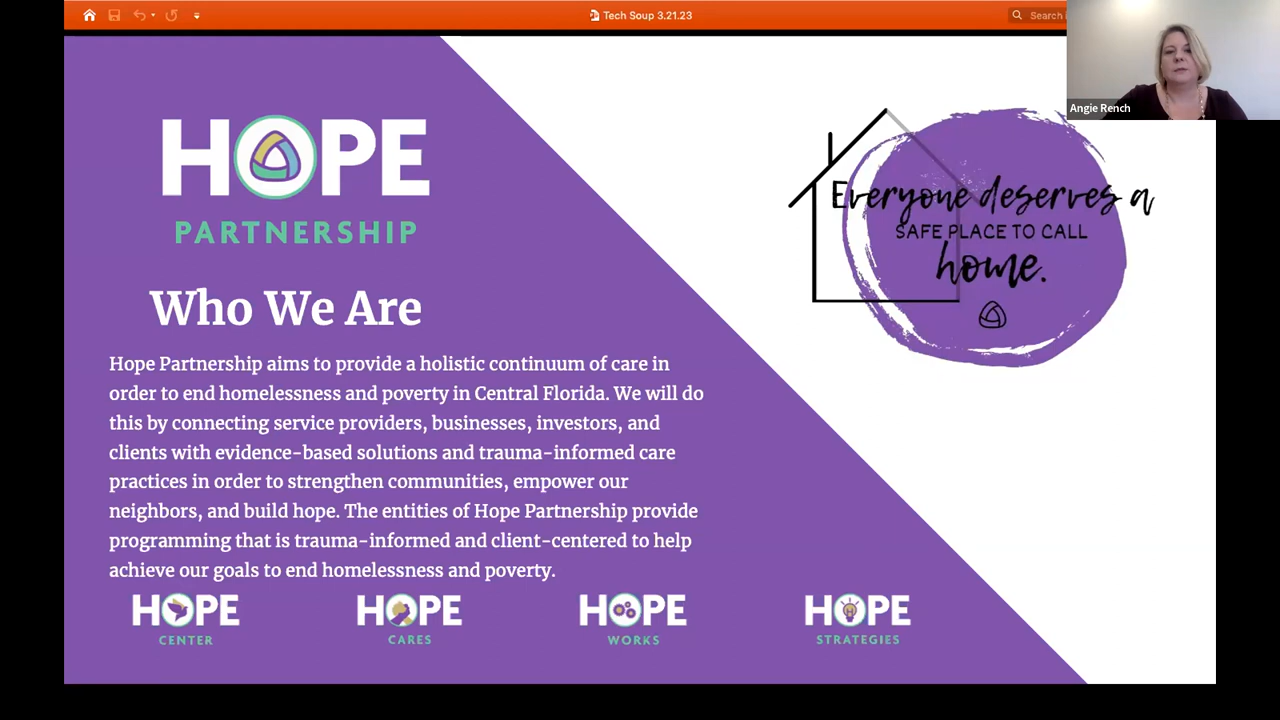 Tech Soup 3.21.23
Search i
Angie Rench
HOPE
PARTNERSHIP
Who We Are
Hope Partnership aims to provide a holistic continuum of care in
order to end homelessness and poverty in Central Florida. We will do
this by connecting service providers, businesses, investors, and
clients with evidence-based solutions and trauma-informed care
practices in order to strengthen communities, empower our
neighbors, and build hope. The entities of Hope Partnership provide
programming that is trauma-informed and client-centered to help
achieve our goals to end homelessness and poverty.
HOPE
CENTER
HOPE
CARES
HOPE
WORKS
HOPE
STRATEGIES
Everyone deserves a
SAFE PLACE TO CALL
home.